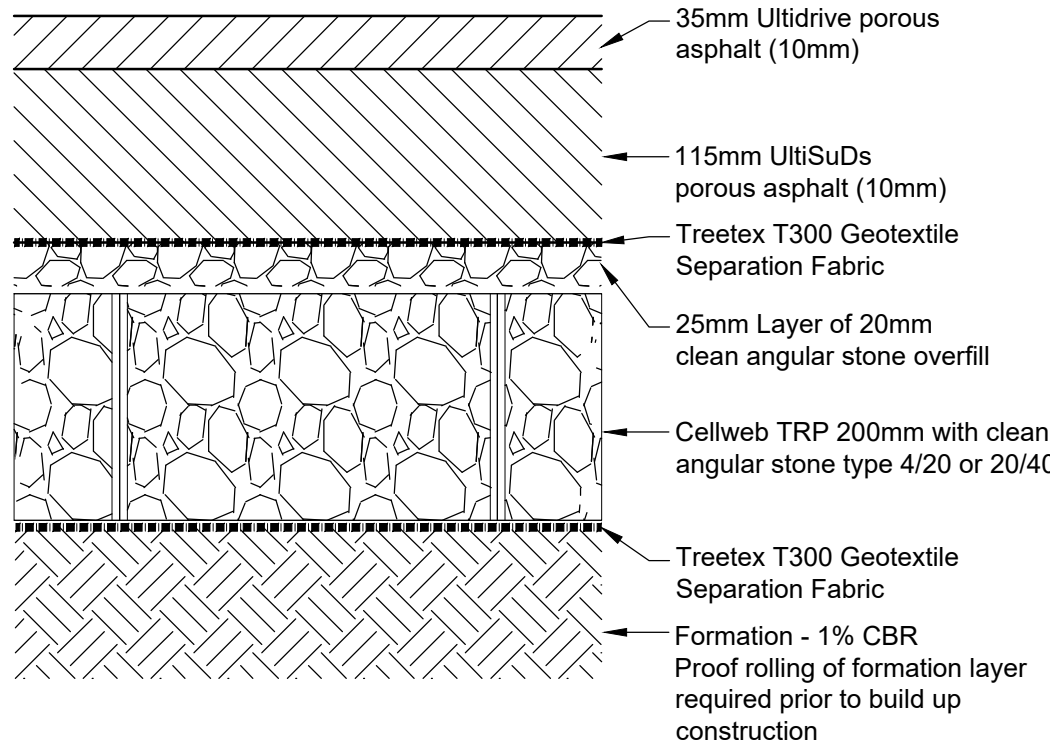 35mm Ultidrive porous
asphalt (10mm)
115mm UltiSuDs
porous asphalt (10mm)
Treetex T300 Geotextile
Separation Fabric
25mm Layer of 20mm
clean angular stone overfill
Cellweb TRP 200mm with clean
angular stone type 4/20 or 20/40
Treetex T300 Geotextile
Separation Fabric
Formation - 1% CBR
Proof rolling of formation layer
required prior to build up
construction